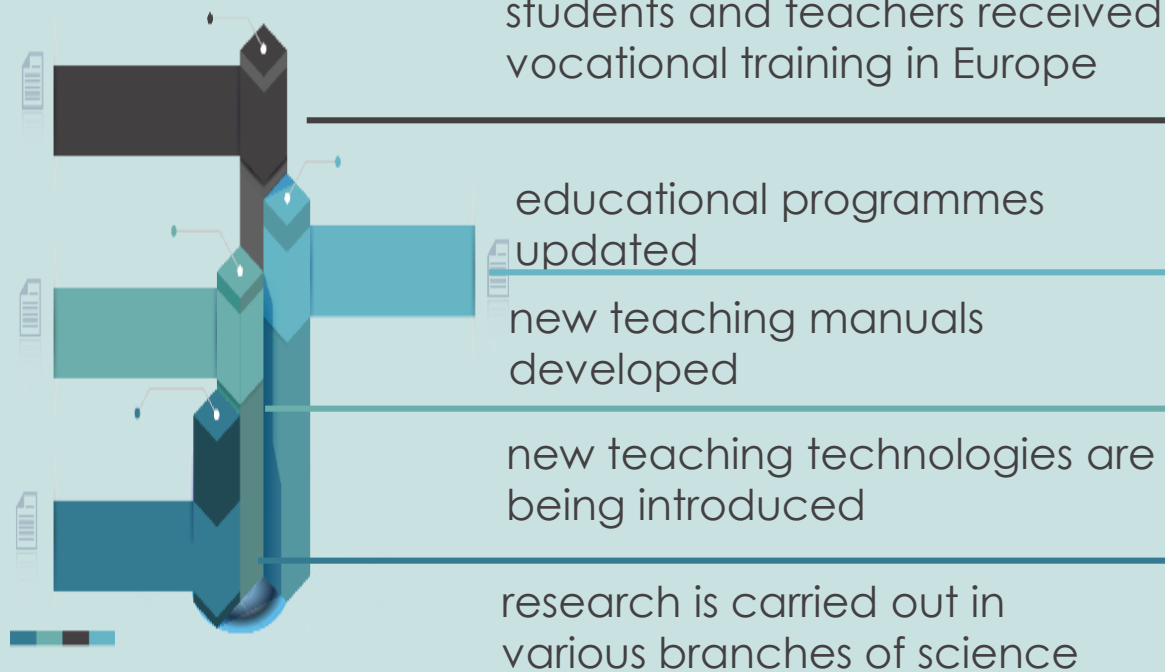 students and teachers received
vocational training in Europe
educational programmes
updated
new teaching manuals
developed
new teaching technologies are
being introduced
research is carried out in
various branches of science